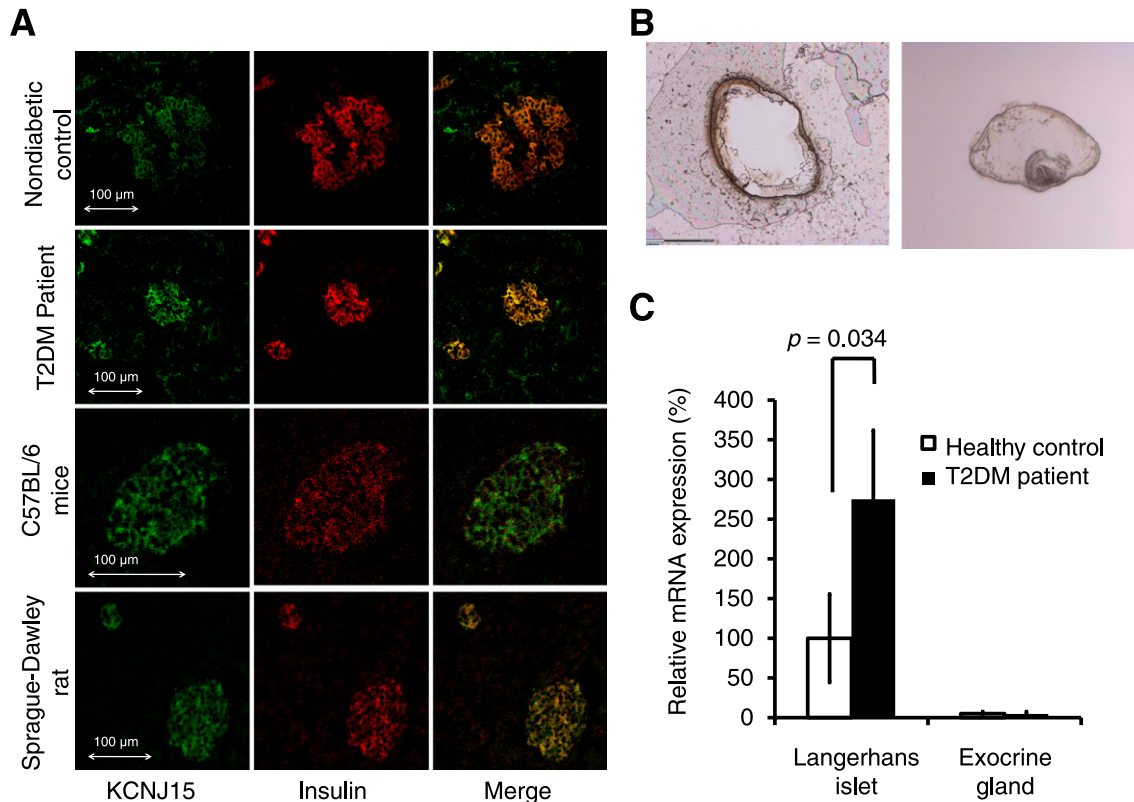 A
Nondiabetic
control
100 µm
T2DM Patient
100 µm
C57BL/6
mice
100 µm
Sprague-Dawley
rat
100 µm
KCNJ15
Insulin
Merge
B
C
p = 0.034
Relative mRNA expression (%)
400
350
300
250
200
150
100
50
0
Healthy control
T2DM patient
Langerhans
islet
Exocrine
gland